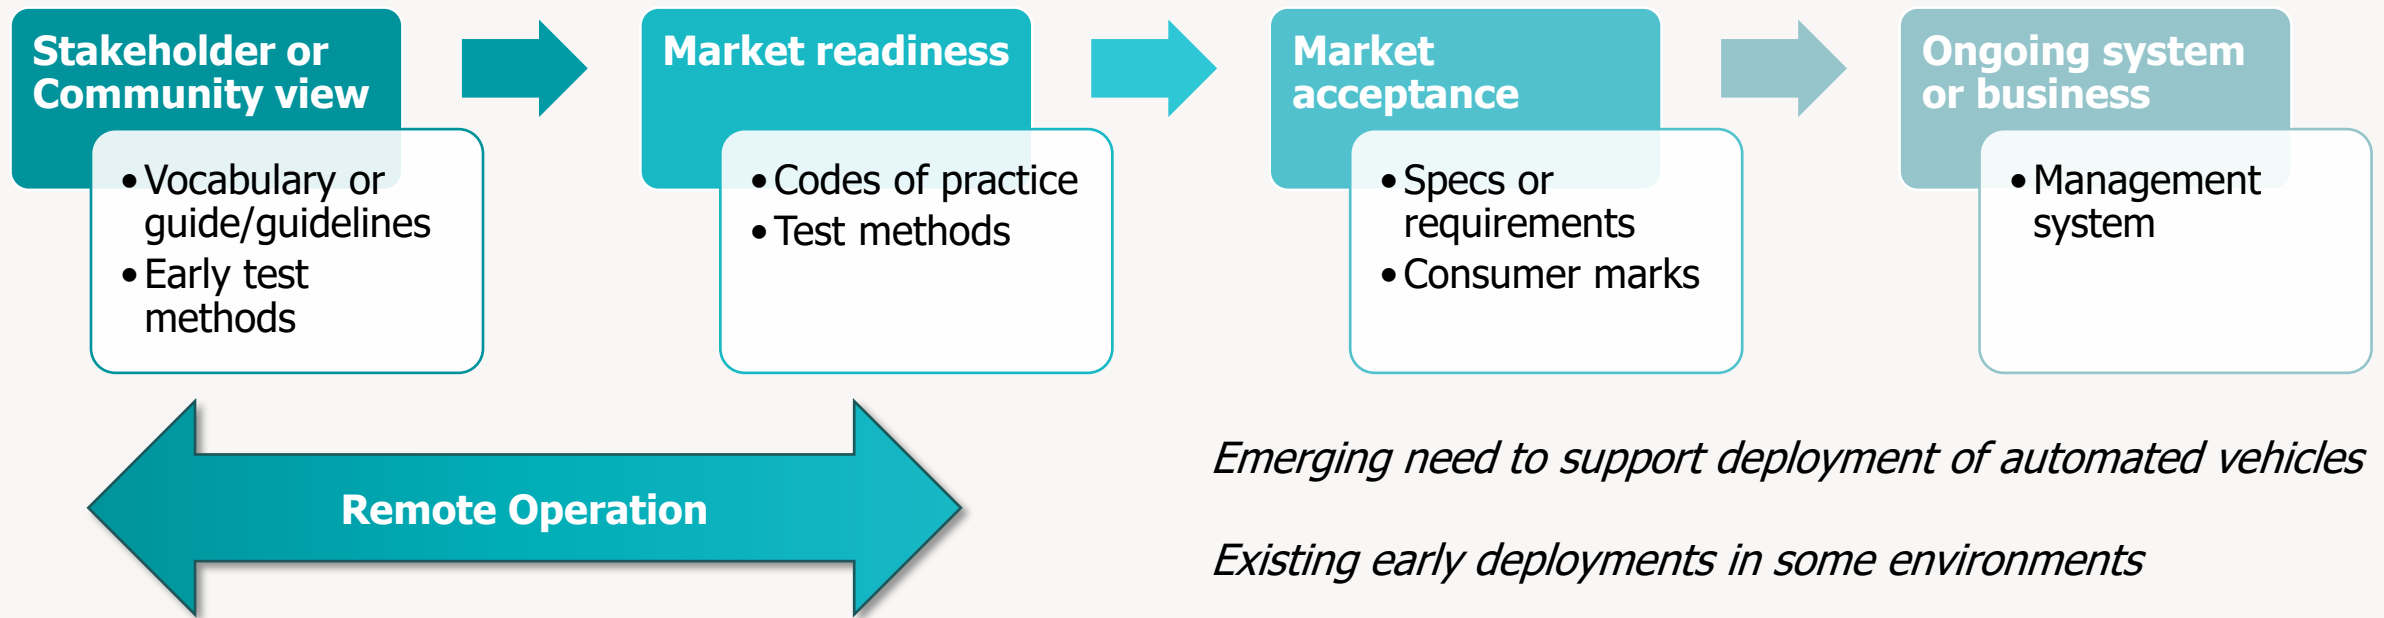 Stakeholder or
Community view
• Vocabulary or
guide/guidelines
• Early test
methods
Market readiness
• Codes of practice
• Test methods
Market
acceptance
• Specs or
requirements
• Consumer marks
Ongoing system
or business
• Management
system
Remote Operation
Emerging need to support deployment of automated vehicles
Existing early deployments in some environments